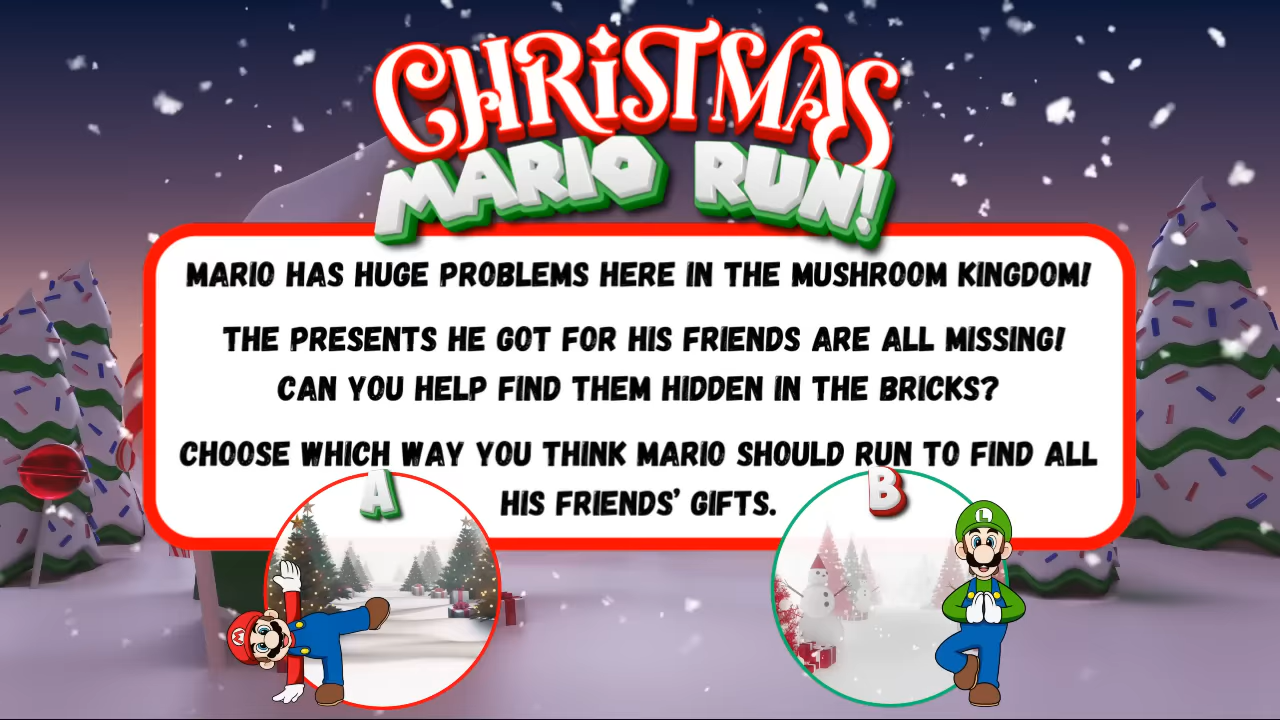 CHRISTMAS
MARIO RUN!
MARIO HAS HUGE PROBLEMS HERE IN THE MUSHROOM KINGDOM!
THE PRESENTS HE GOT FOR HIS FRIENDS ARE ALL MISSING!
CAN YOU HELP FIND THEM HIDDEN IN THE BRICKS?
CHOOSE WHICH WAY YOU THINK MARIO SHOULD RUN TO FIND ALL
HIS FRIENDS' GIFTS.
A
B
M
L